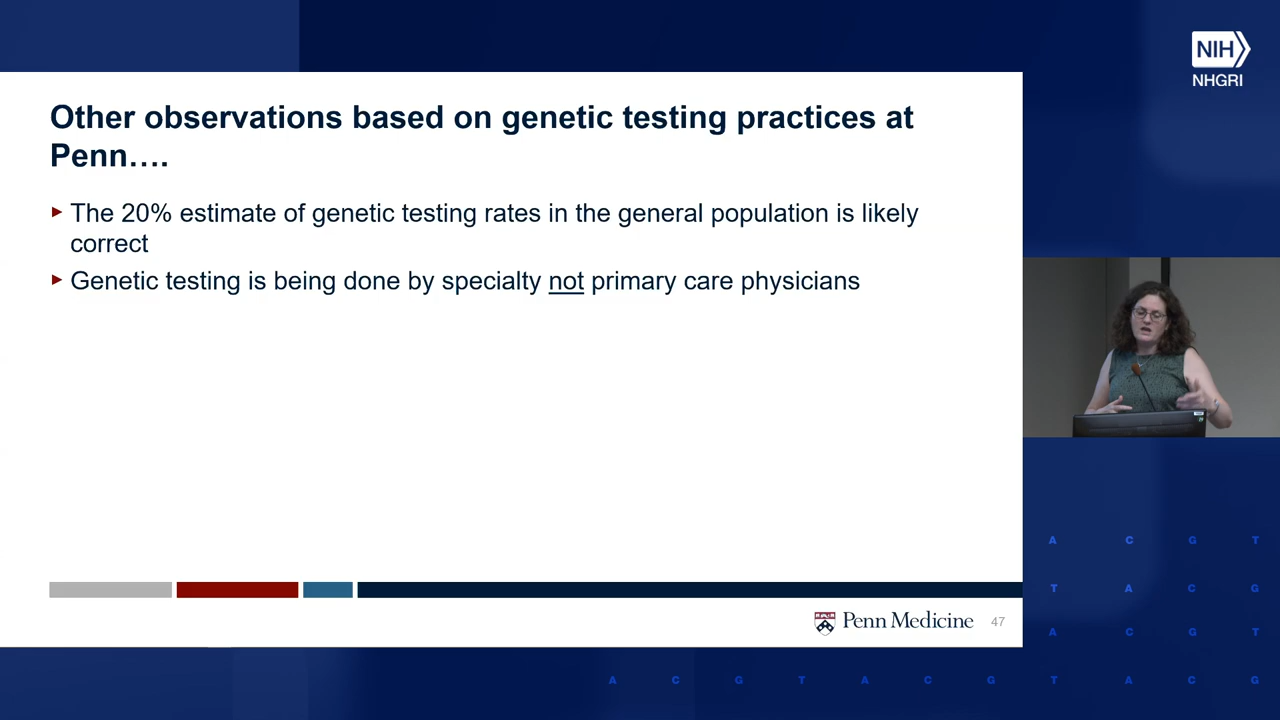 NIH
NHGRI
Other observations based on genetic testing practices at
Penn....
The 20% estimate of genetic testing rates in the general population is likely
correct
Genetic testing is being done by specialty not primary care physicians
Penn Medicine
47
A C G T
T A C G
A C G T
A C G T A C G T A C G